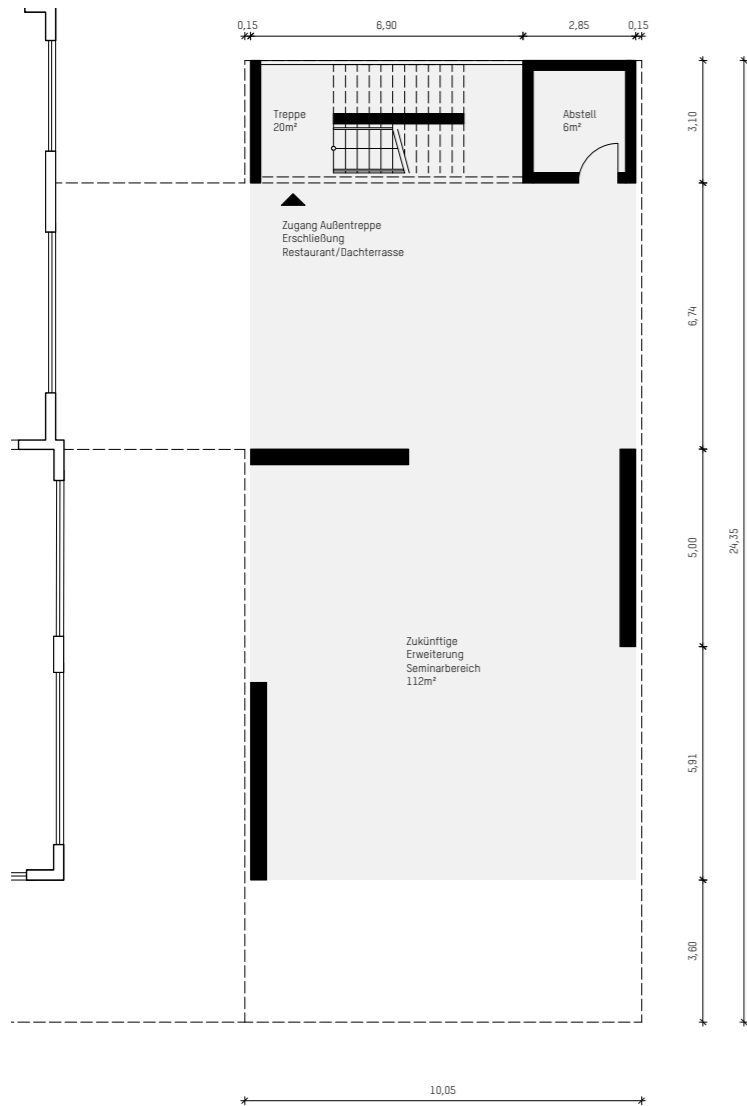 0,15
6,90
2,85
0,15
Treppe
20m²
Abstell
6m²
3,10
Zugang Außentreppe
Erschließung
Restaurant/Dachterrasse
6,74
5,00
24,35
Zukünftige
Erweiterung
Seminarbereich
112m²
5,91
3,60
10,05